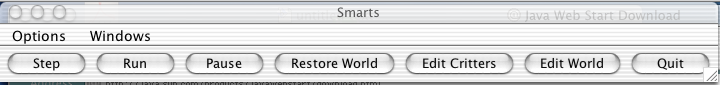 Smarts
Java Web Start Download
Options Windows
Step Run Pause Restore World Edit Critters Edit World Quit